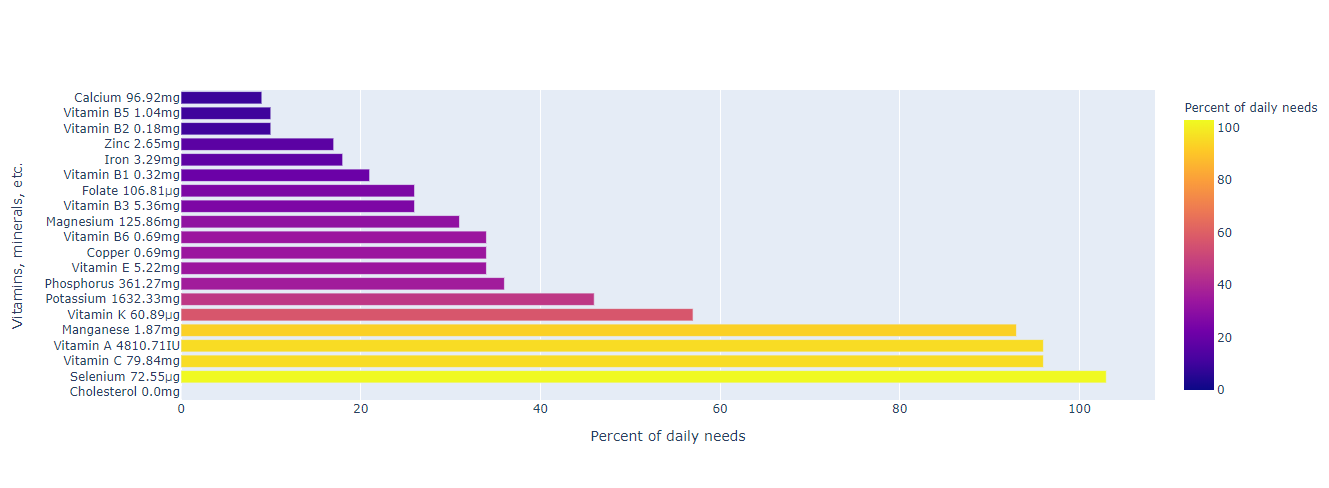 Percent of daily needs
Calcium 96.92mg
Vitamin B5 1.04mg
Vitamin B2 0.18mg
Zinc 2.65mg
Iron 3.29mg
Vitamin B1 0.32mg
Folate 106.81µg
Vitamin B3 5.36mg
Magnesium 125.86mg
Vitamin B6 0.69mg
Copper 0.69mg
Vitamin E 5.22mg
Phosphorus 361.27mg
Potassium 1632.33mg
Vitamin K 60.89µg
Manganese 1.87mg
Vitamin A 4810.71IU
Vitamin C 79.84mg
Selenium 72.55µg
Cholesterol 0.0mg
Vitamins, minerals, etc.
0 20 40 60 80 100
Percent of daily needs
100
80
60
40
20
0